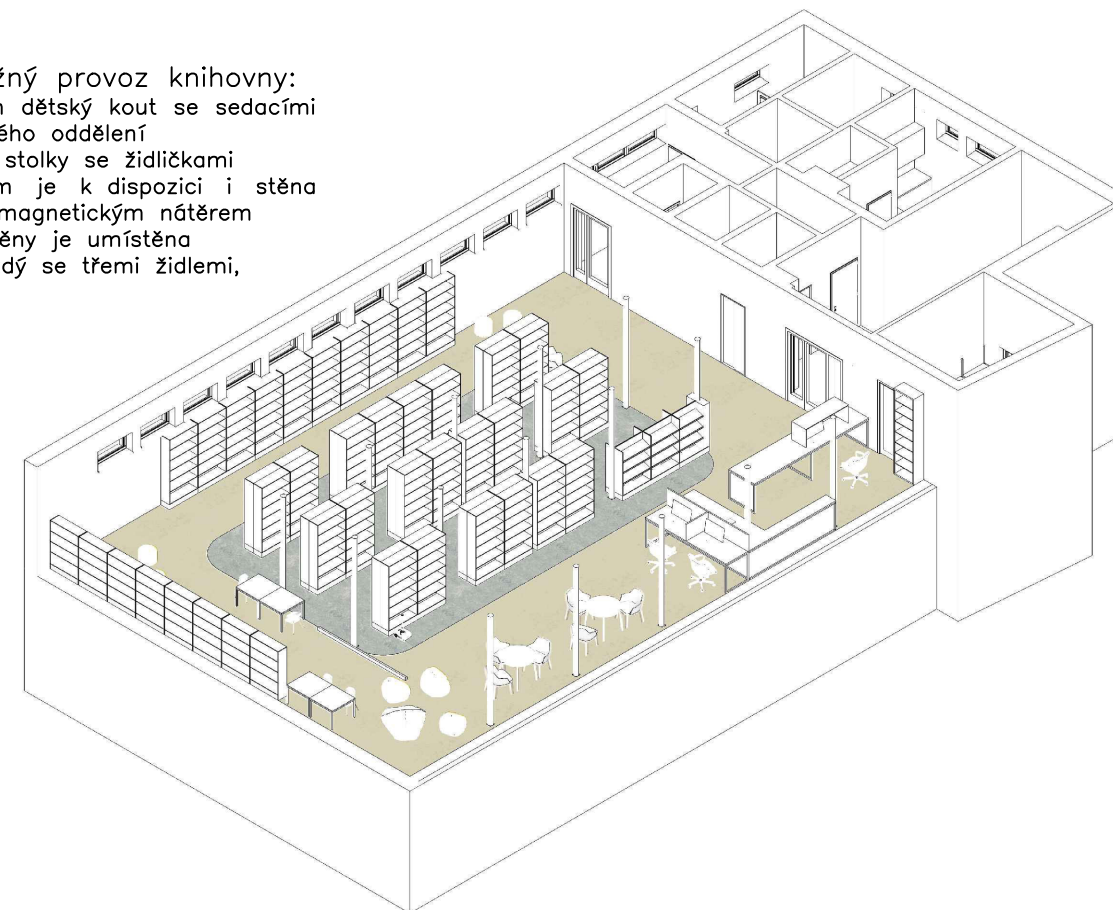 žný provoz knihovny:
dětský kout se sedacími
ého oddělení
stolky se židličkami
m je k dispozici i stěna
magnetickým nátěrem
ěny je umístěna
dý se třemi židlemi,